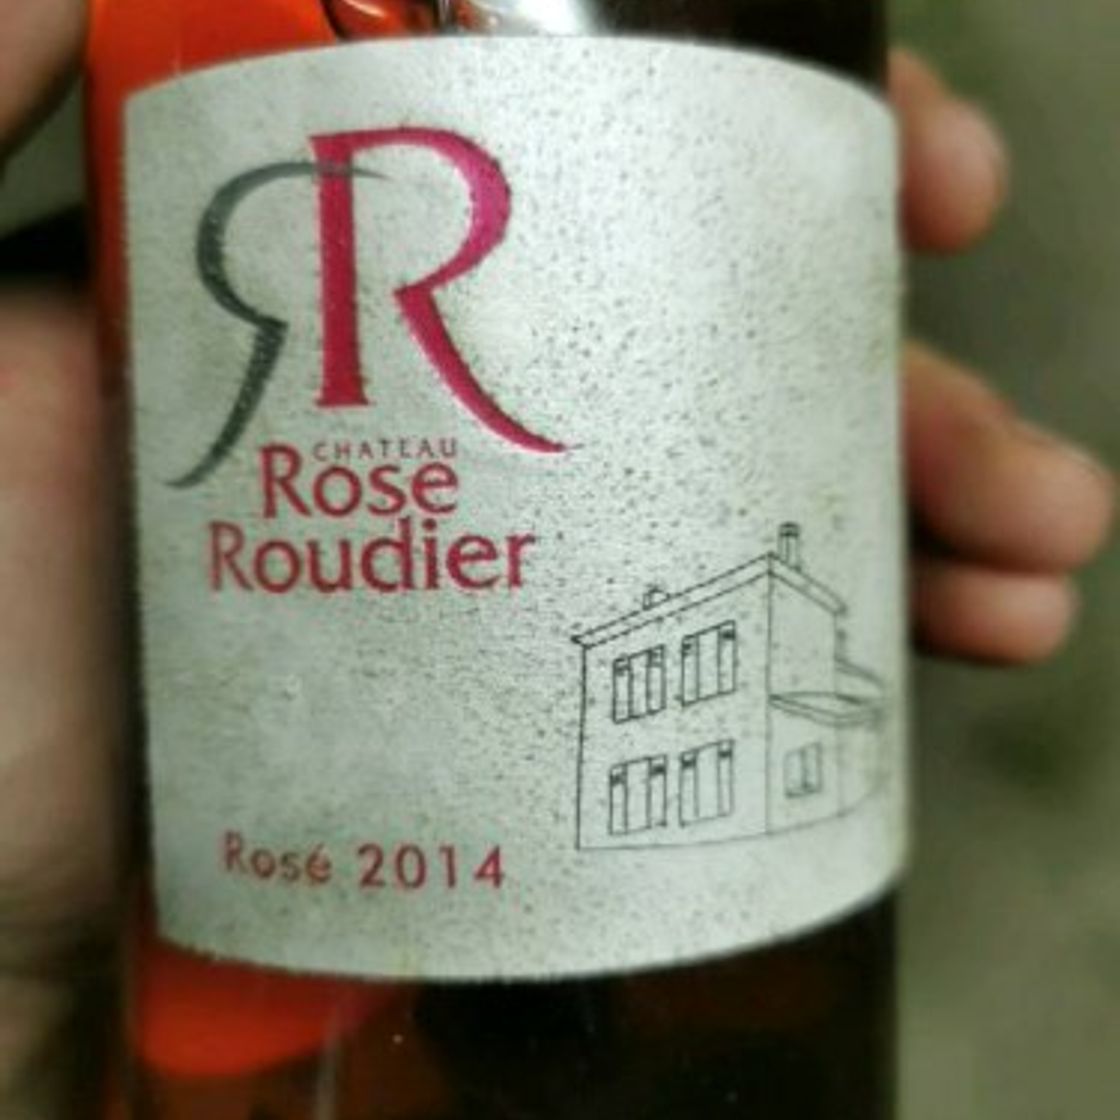 RR
CHATEAU
Rose
Roudier
Rosé 2014